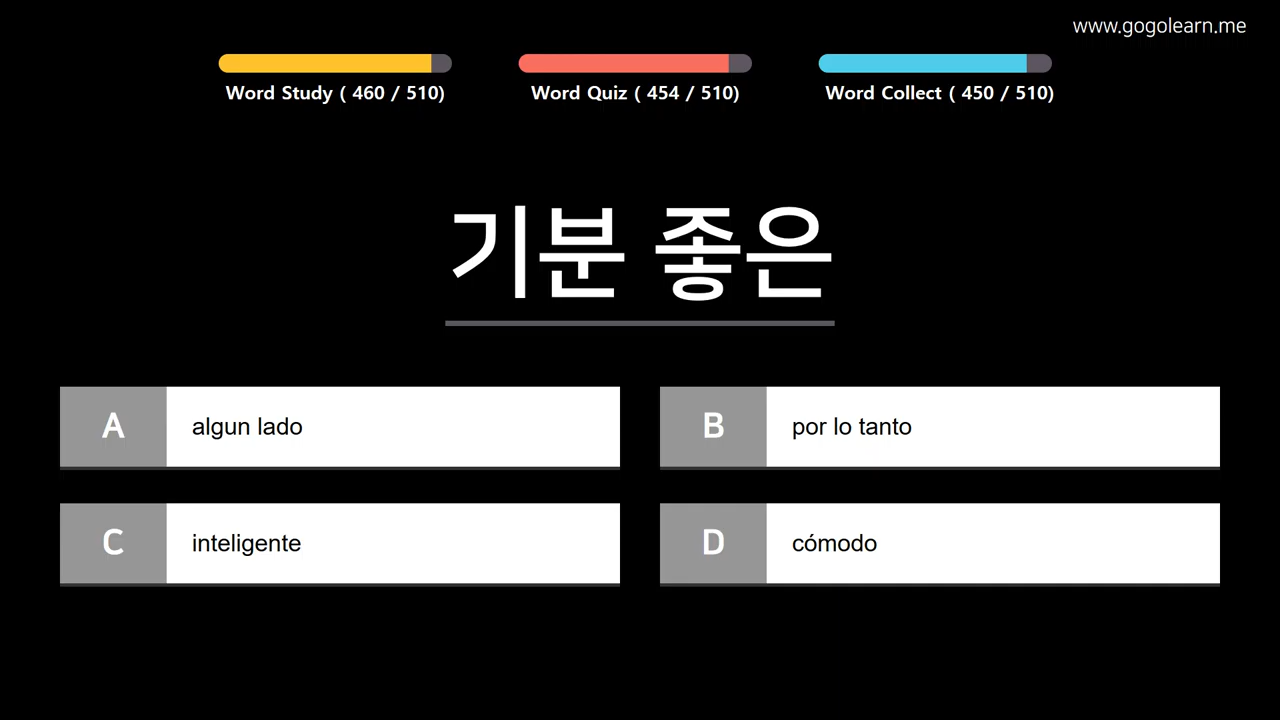 www.gogolearn.me
Word Study ( 460 / 510)
Word Quiz ( 454 / 510)
Word Collect ( 450 / 510)
기분 좋은
A algun lado
B por lo tanto
C inteligente
D cómodo